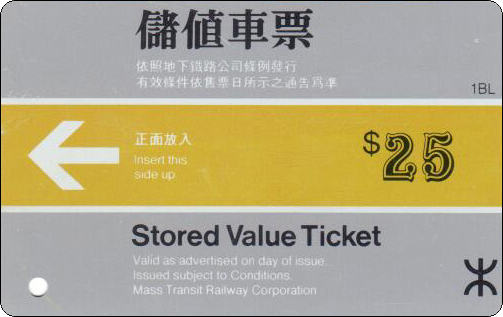 儲值車票
依照地下鐵路公司條例發行
有效條件依售票日所示之通告爲準
1BL
正面放入
Insert this
side up
$25
Stored Value Ticket
Valid as advertised on day of issue.
Issued subject to Conditions.
Mass Transit Railway Corporation